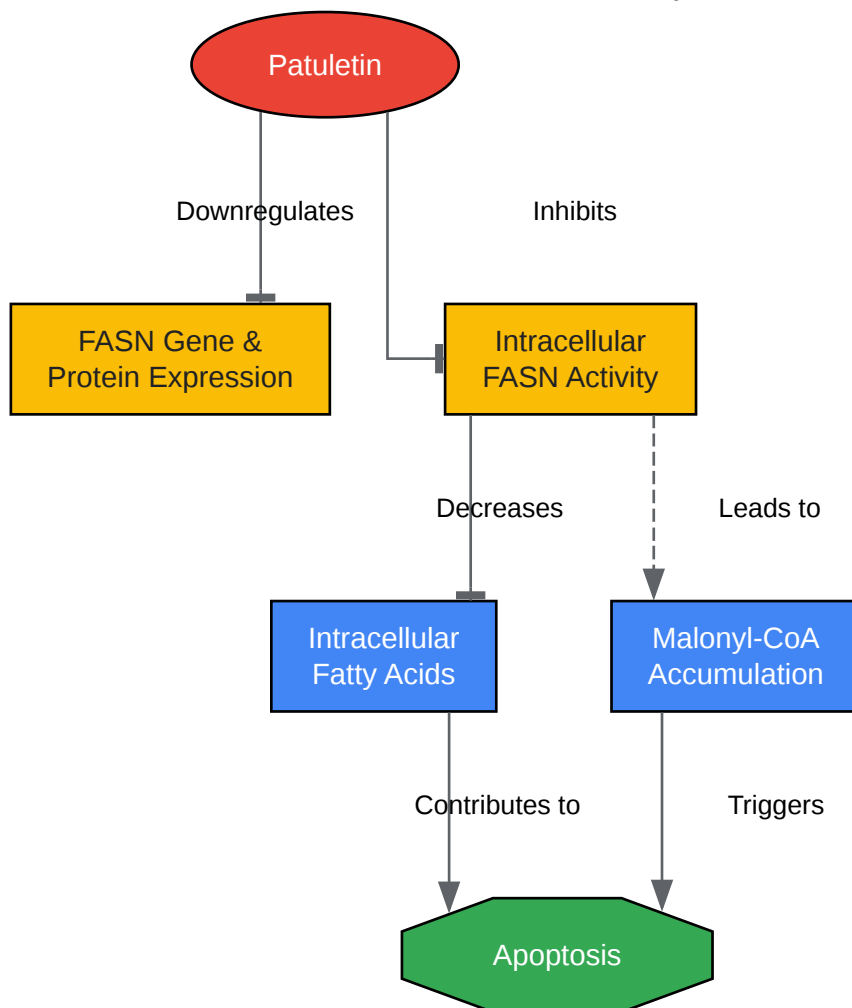 Patuletin
Downregulates
Inhibits
FASN Gene &
Protein Expression
Intracellular
FASN Activity
Decreases
Leads to
Intracellular
Fatty Acids
Malonyl-CoA
Accumulation
Contributes to
Triggers
Apoptosis